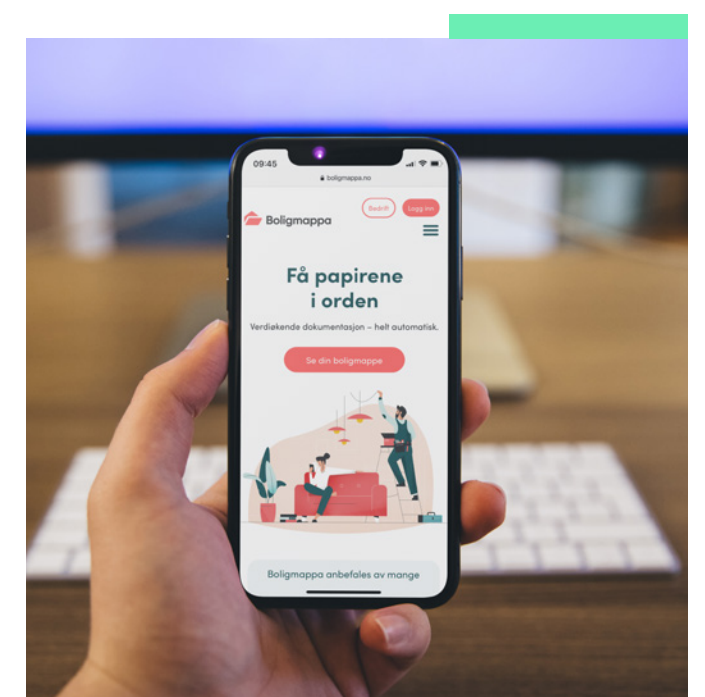 09:45
boligmappa.no
Boligmappa
Bedrift
Logg inn
Få papirene
i orden
Verdiøkende dokumentasjon – helt automatisk.
Se din boligmappe
Boligmappa anbefales av mange